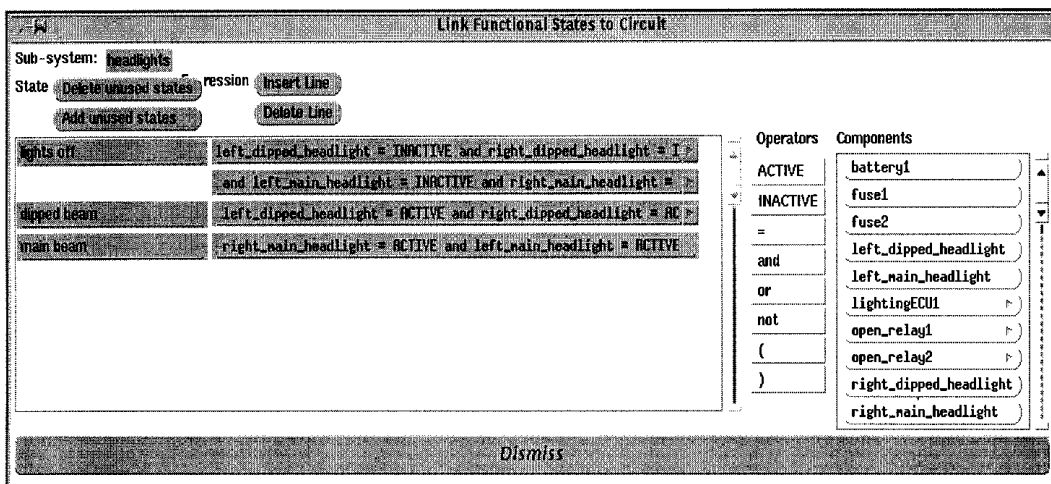 Link Functional States to Circuit
Sub-system: headlights
State Delete unused states ression Insert Line
Add unused states Delete Line
Operators Components
lights off left_dipped_headlight = INACTIVE and right_dipped_headlight = I
and left_main_headlight = INACTIVE and right_main_headlight =
dipped beam left_dipped_headlight = ACTIVE and right_dipped_headlight = AC
main beam right_main_headlight = ACTIVE and left_main_headlight = ACTIVE
ACTIVE
INACTIVE
=
and
or
not
(
)
battery1
fuse1
fuse2
left_dipped_headlight
left_main_headlight
lightingECU1
open_relay1
open_relay2
right_dipped_headlight
right_main_headlight
Dismiss